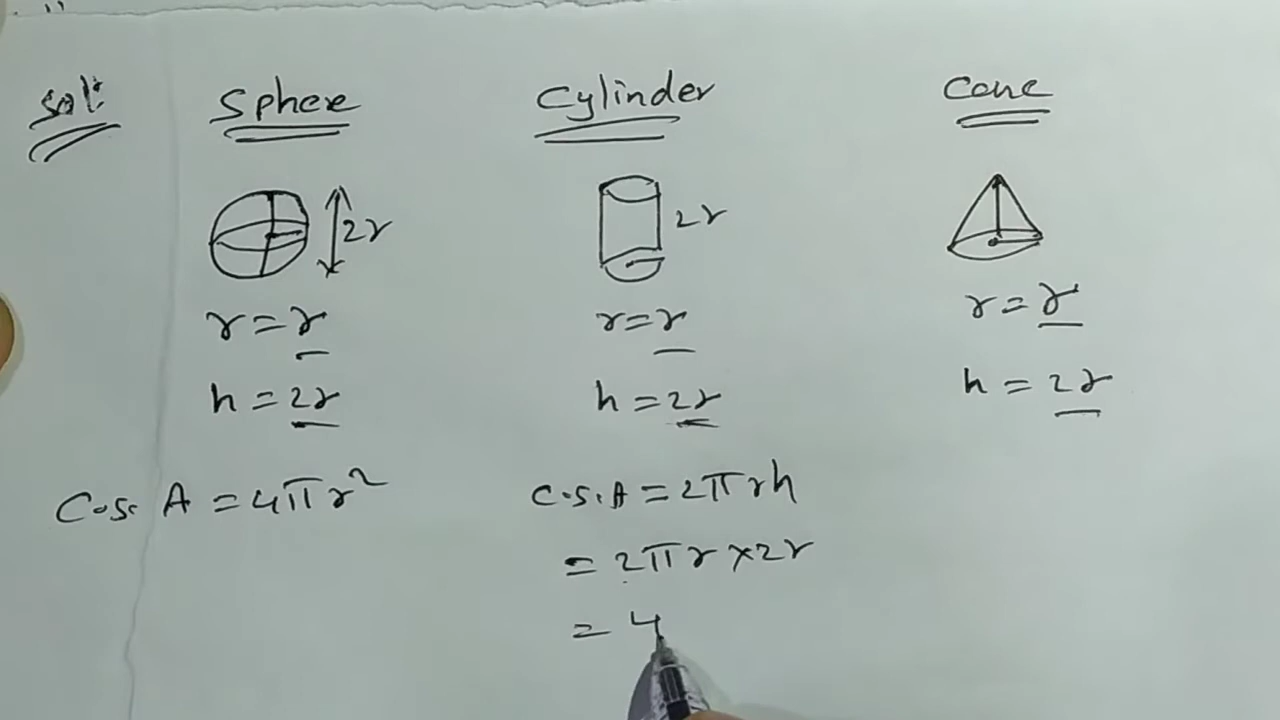 Sol:
Sphere Cylinder Cone
2r 2r
r = r r = r r = r
h = 2r h = 2r h = 2r
C.S. A = 4πr² C.S.A = 2πrh
= 2πr × 2r
= 4